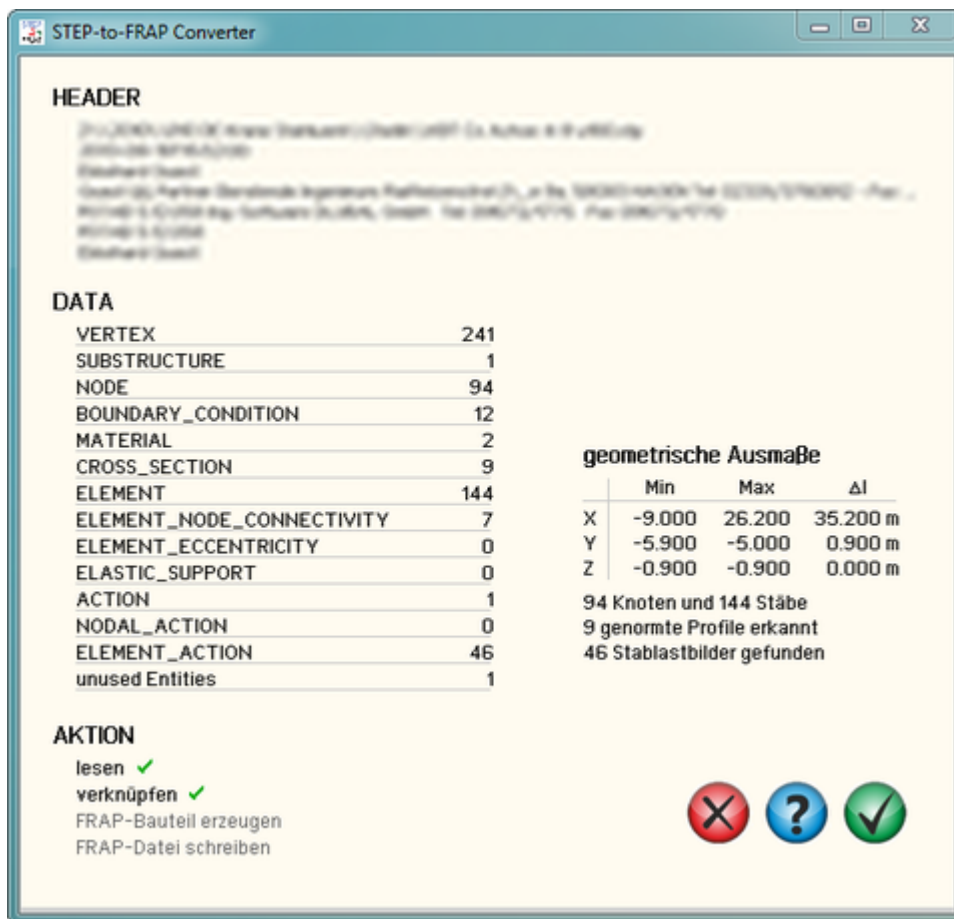 STEP-to-FRAP Converter
HEADER
DATA
VERTEX 241
SUBSTRUCTURE 1
NODE 94
BOUNDARY_CONDITION 12
MATERIAL 2
CROSS_SECTION 9
ELEMENT 144
ELEMENT_NODE_CONNECTIVITY 7
ELEMENT_ECCENTRICITY 0
ELASTIC_SUPPORT 0
ACTION 1
NODAL_ACTION 0
ELEMENT_ACTION 46
unused Entities 1
geometrische Ausmaße
Min Max Δl
X -9.000 26.200 35.200 m
Y -5.900 -5.000 0.900 m
Z -0.900 -0.900 0.000 m
94 Knoten und 144 Stäbe
9 genormte Profile erkannt
46 Stablastbilder gefunden
AKTION
lesen ✓
verknüpfen ✓
FRAP-Bauteil erzeugen
FRAP-Datei schreiben